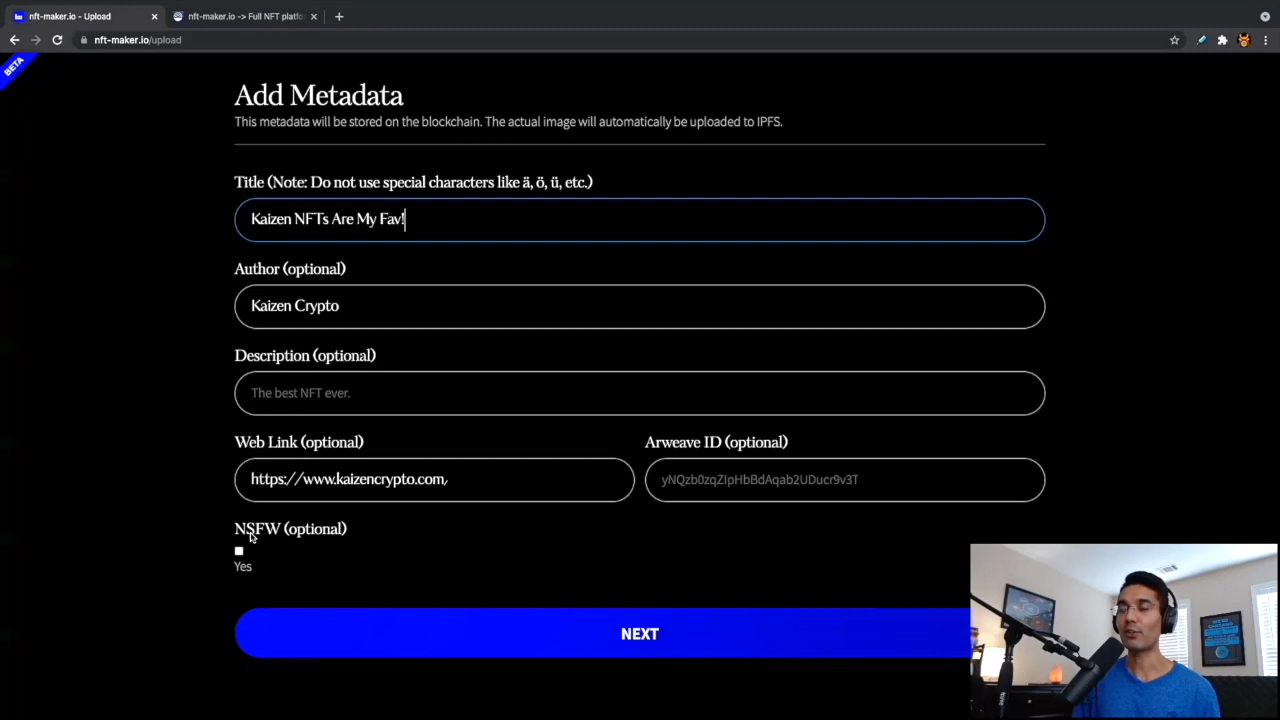 nft-maker.io - Upload
nft-maker.io -> Full NFT platfo
nft-maker.io/upload
BETA
Add Metadata
This metadata will be stored on the blockchain. The actual image will automatically be uploaded to IPFS.
Title (Note: Do not use special characters like ä, ö, ü, etc.)
Kaizen NFTs Are My Fav!
Author (optional)
Kaizen Crypto
Description (optional)
The best NFT ever.
Web Link (optional)
Arweave ID (optional)
https://www.kaizencrypto.com,
yNQzb0zqZIpHbBdAqab2UDucr9v3T
NSFW (optional)
Yes
NEXT